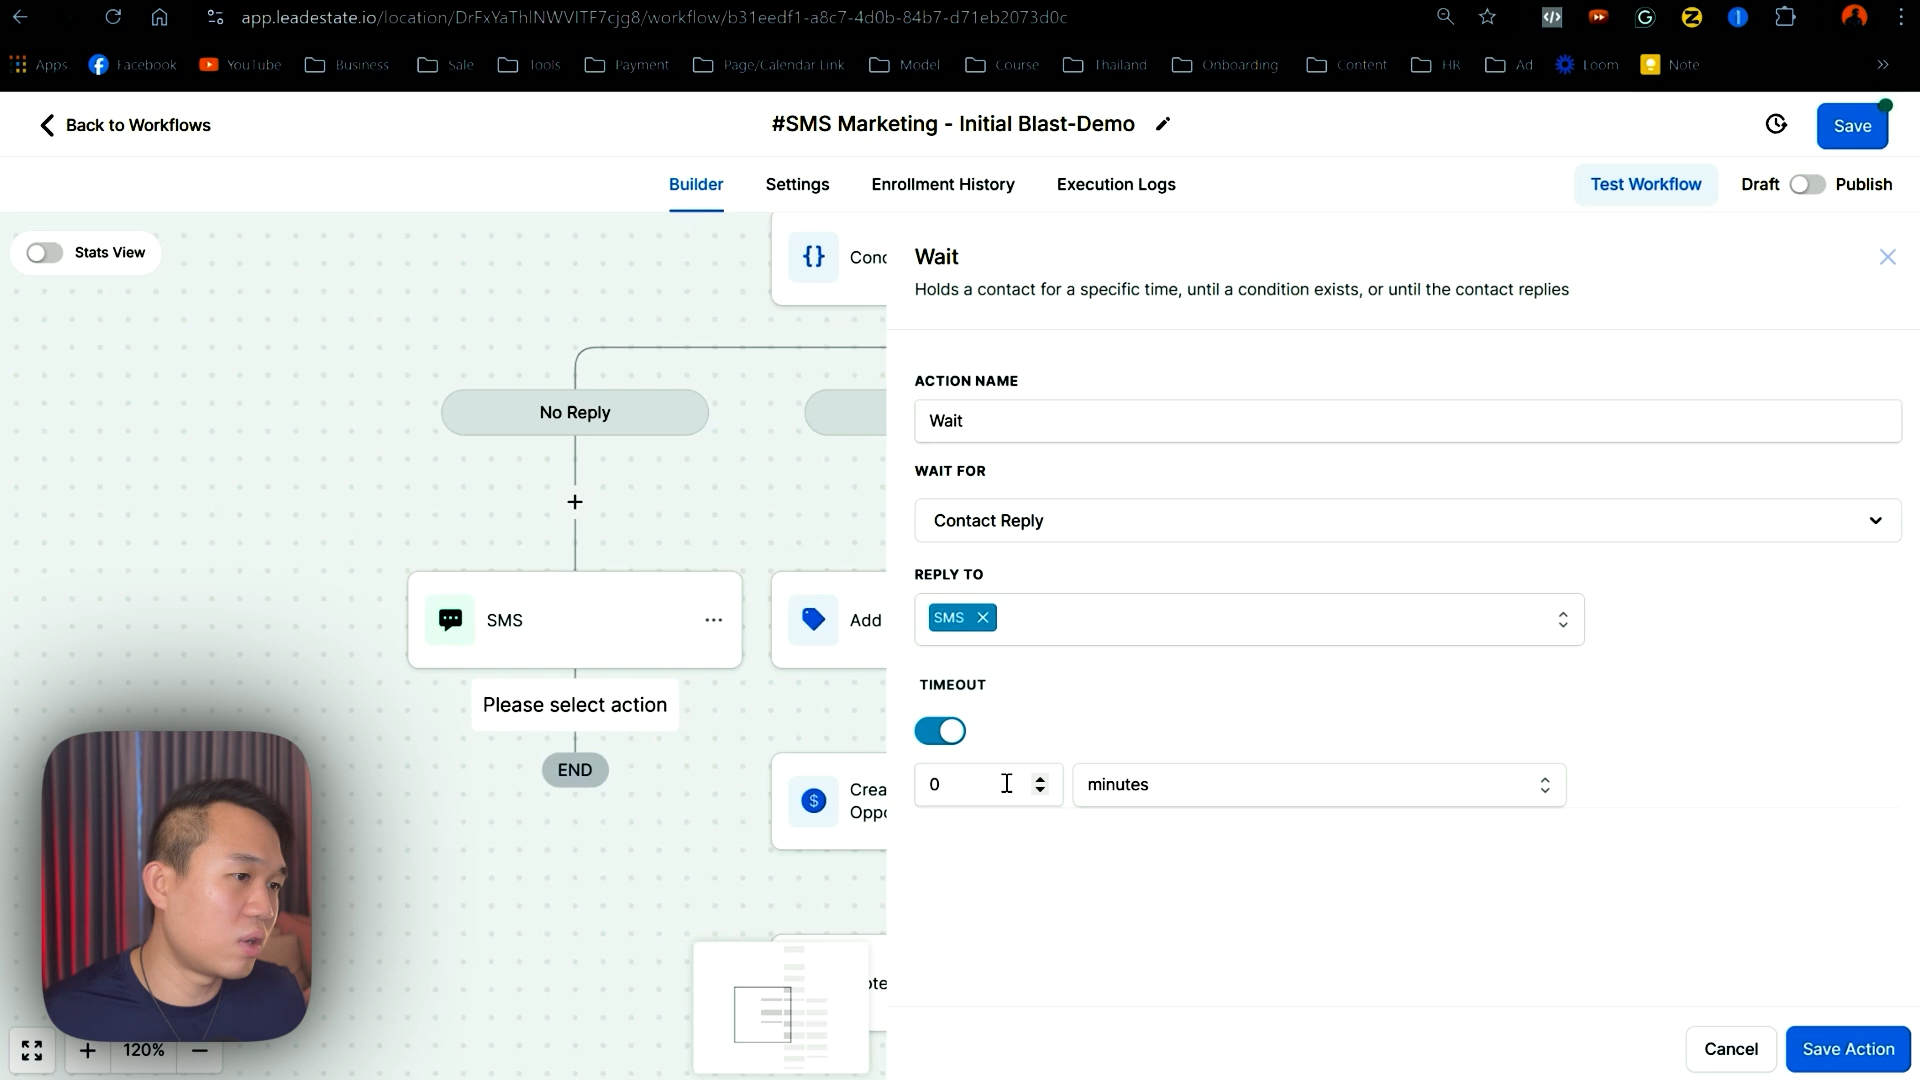 app.leadestate.io/location/DrFxYaThlNWVITF7cjg8/workflow/b31eedf1-a8c7-4d0b-84b7-d71eb2073d0c
Apps Facebook YouTube Business Sale Tools Payment Page/Calendar Link Model Course Thailand Onboarding Content HR Ad Loom Note
Back to Workflows
#SMS Marketing - Initial Blast-Demo
Save
Builder Settings Enrollment History Execution Logs
Test Workflow
Draft Publish
Stats View
Conc
No Reply
SMS
Add
Please select action
END
Crea
Oppo
ote
120%
Wait
Holds a contact for a specific time, until a condition exists, or until the contact replies
ACTION NAME
Wait
WAIT FOR
Contact Reply
REPLY TO
SMS
TIMEOUT
0 minutes
Cancel Save Action